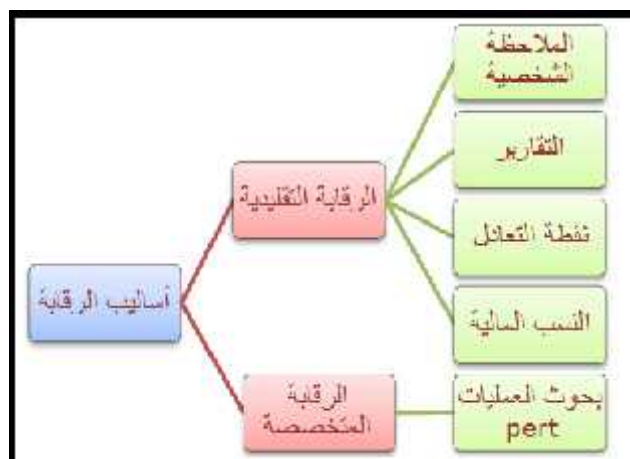 أساليب الرقابة
الرقابة التقليدية
الملاحظة
الشخصية
التقارير
نقطة التعادل
النسب المالية
الرقابة
المتخصصة
بحوث العمليات
pert